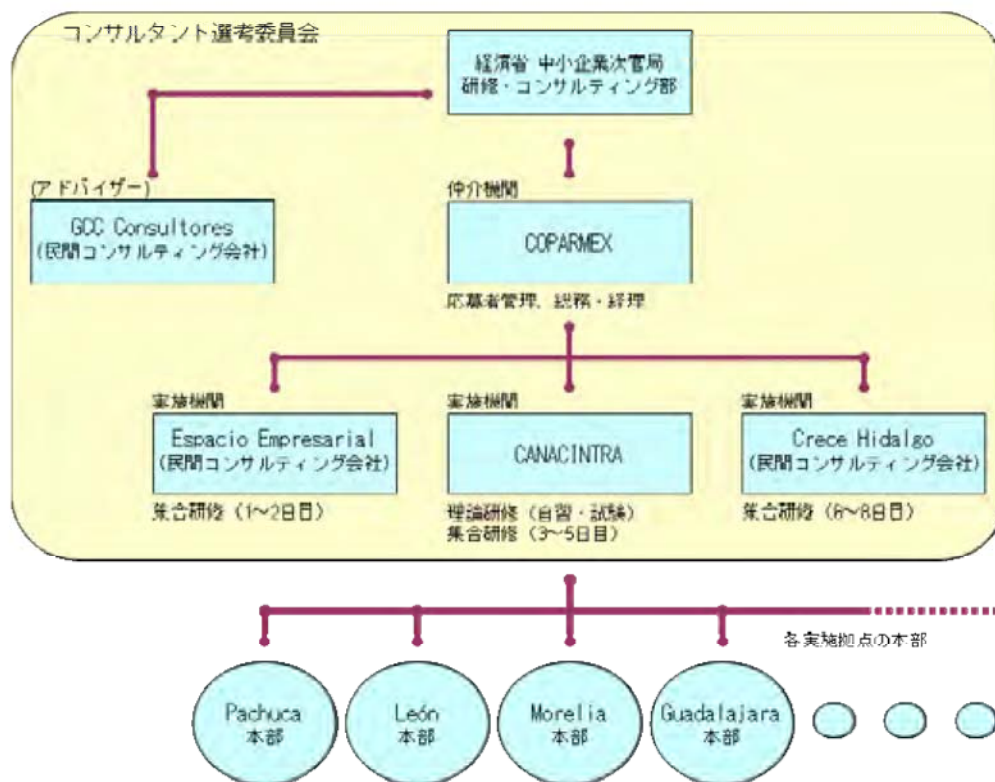 コンサルタント選考委員会
経済省 中小企業次官局
研修・コンサルティング部
(アドバイザー)
GCC Consultores
(民間コンサルティング会社)
仲介機関
COPARMEX
応募者管理、総務・経理
実施機関
Espacio Empresarial
(民間コンサルティング会社)
集合研修（1～2日目）
実施機関
CANACINTRA
理論研修（自習・試験）
集合研修（3～5日目）
実施機関
Crece Hidalgo
(民間コンサルティング会社)
集合研修（6～8日目）
各実施拠点の本部
Pachuca
本部
León
本部
Morelia
本部
Guadalajara
本部